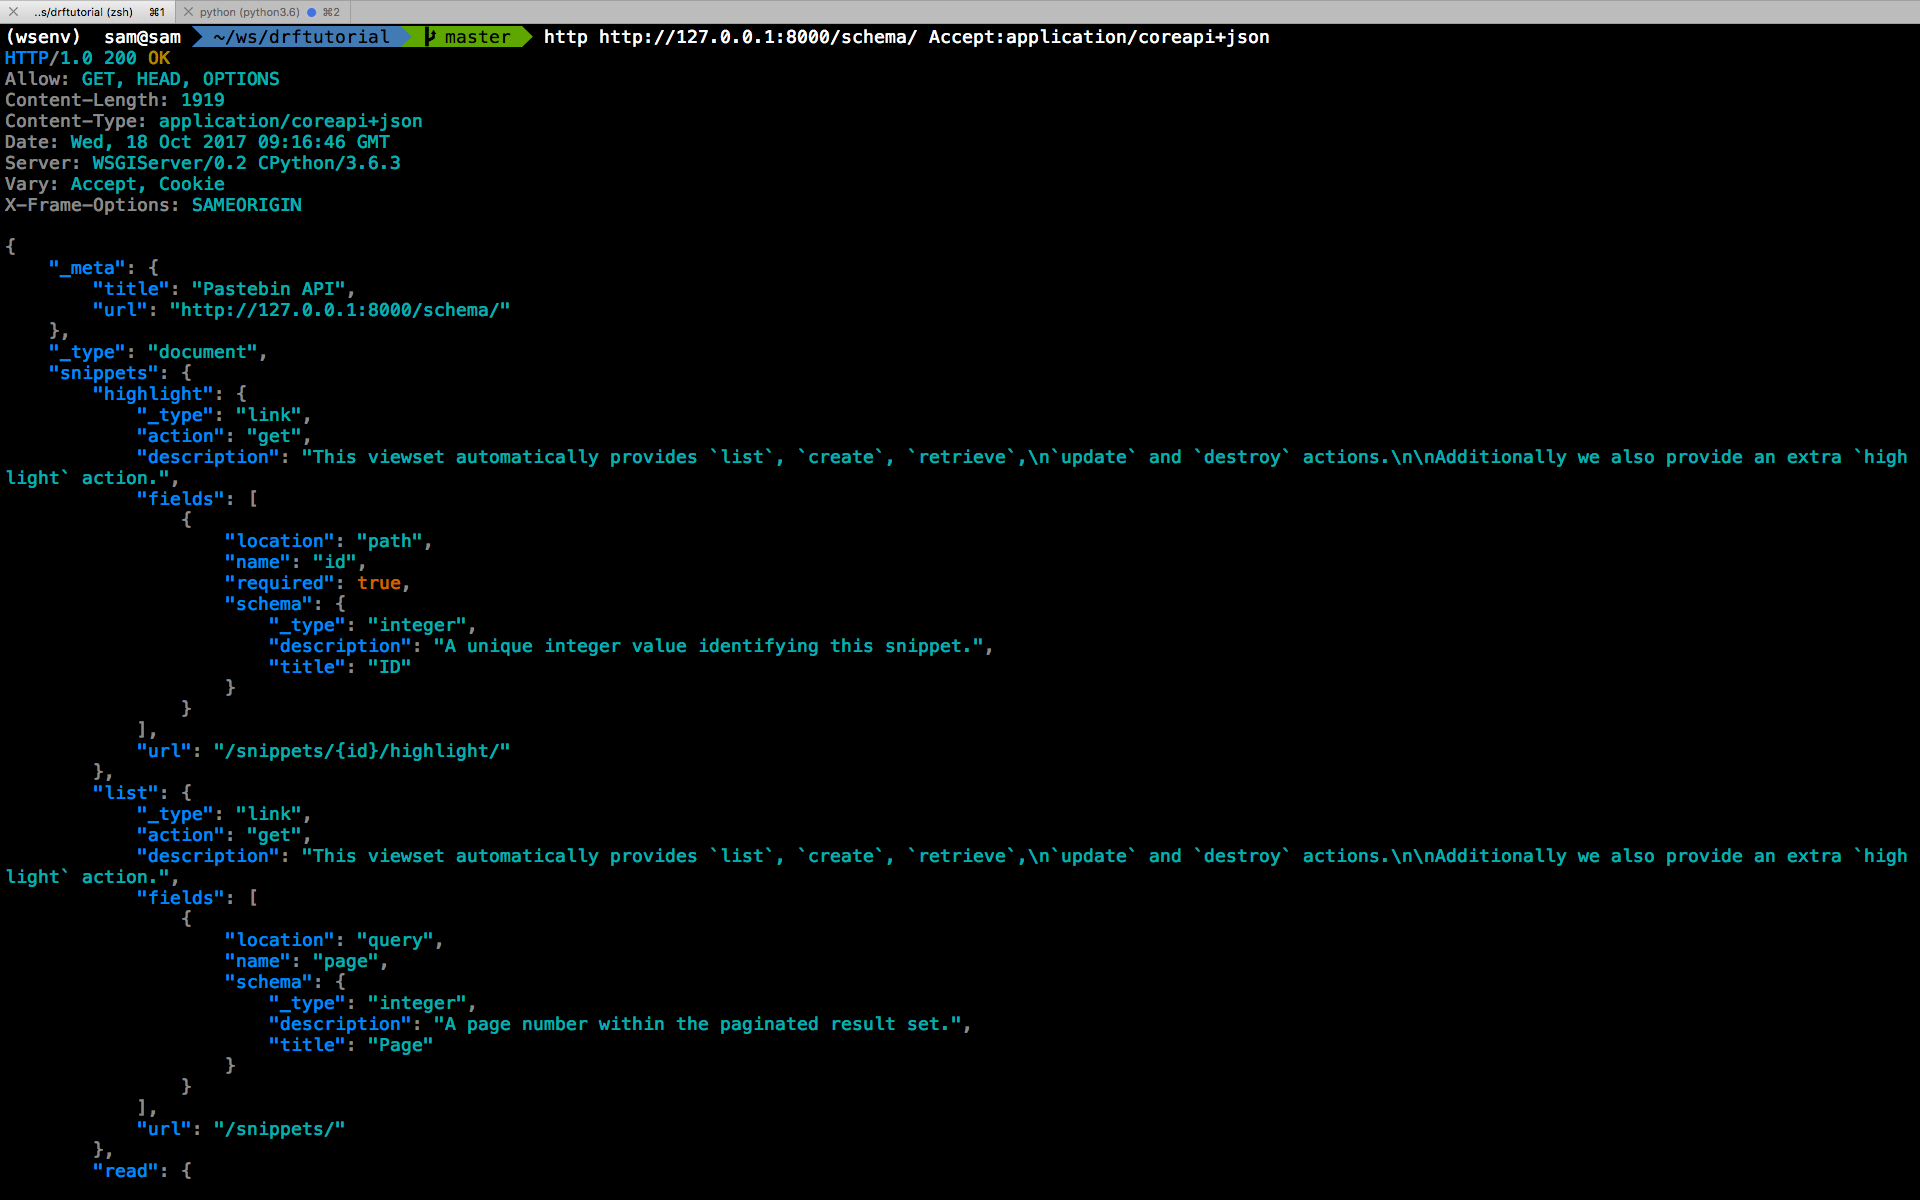 ..s/drftutorial (zsh) ⌘1 python (python3.6) ⌘2
(wsenv) sam@sam ~/ws/drftutorial master http http://127.0.0.1:8000/schema/ Accept:application/coreapi+json
HTTP/1.0 200 OK
Allow: GET, HEAD, OPTIONS
Content-Length: 1919
Content-Type: application/coreapi+json
Date: Wed, 18 Oct 2017 09:16:46 GMT
Server: WSGIServer/0.2 CPython/3.6.3
Vary: Accept, Cookie
X-Frame-Options: SAMEORIGIN

{
    "_meta": {
        "title": "Pastebin API",
        "url": "http://127.0.0.1:8000/schema/"
    },
    "_type": "document",
    "snippets": {
        "highlight": {
            "_type": "link",
            "action": "get",
            "description": "This viewset automatically provides `list`, `create`, `retrieve`,\n`update` and `destroy` actions.\n\nAdditionally we also provide an extra `high
light` action.",
            "fields": [
                {
                    "location": "path",
                    "name": "id",
                    "required": true,
                    "schema": {
                        "_type": "integer",
                        "description": "A unique integer value identifying this snippet.",
                        "title": "ID"
                    }
                }
            ],
            "url": "/snippets/{id}/highlight/"
        },
        "list": {
            "_type": "link",
            "action": "get",
            "description": "This viewset automatically provides `list`, `create`, `retrieve`,\n`update` and `destroy` actions.\n\nAdditionally we also provide an extra `high
light` action.",
            "fields": [
                {
                    "location": "query",
                    "name": "page",
                    "schema": {
                        "_type": "integer",
                        "description": "A page number within the paginated result set.",
                        "title": "Page"
                    }
                }
            ],
            "url": "/snippets/"
        },
        "read": {